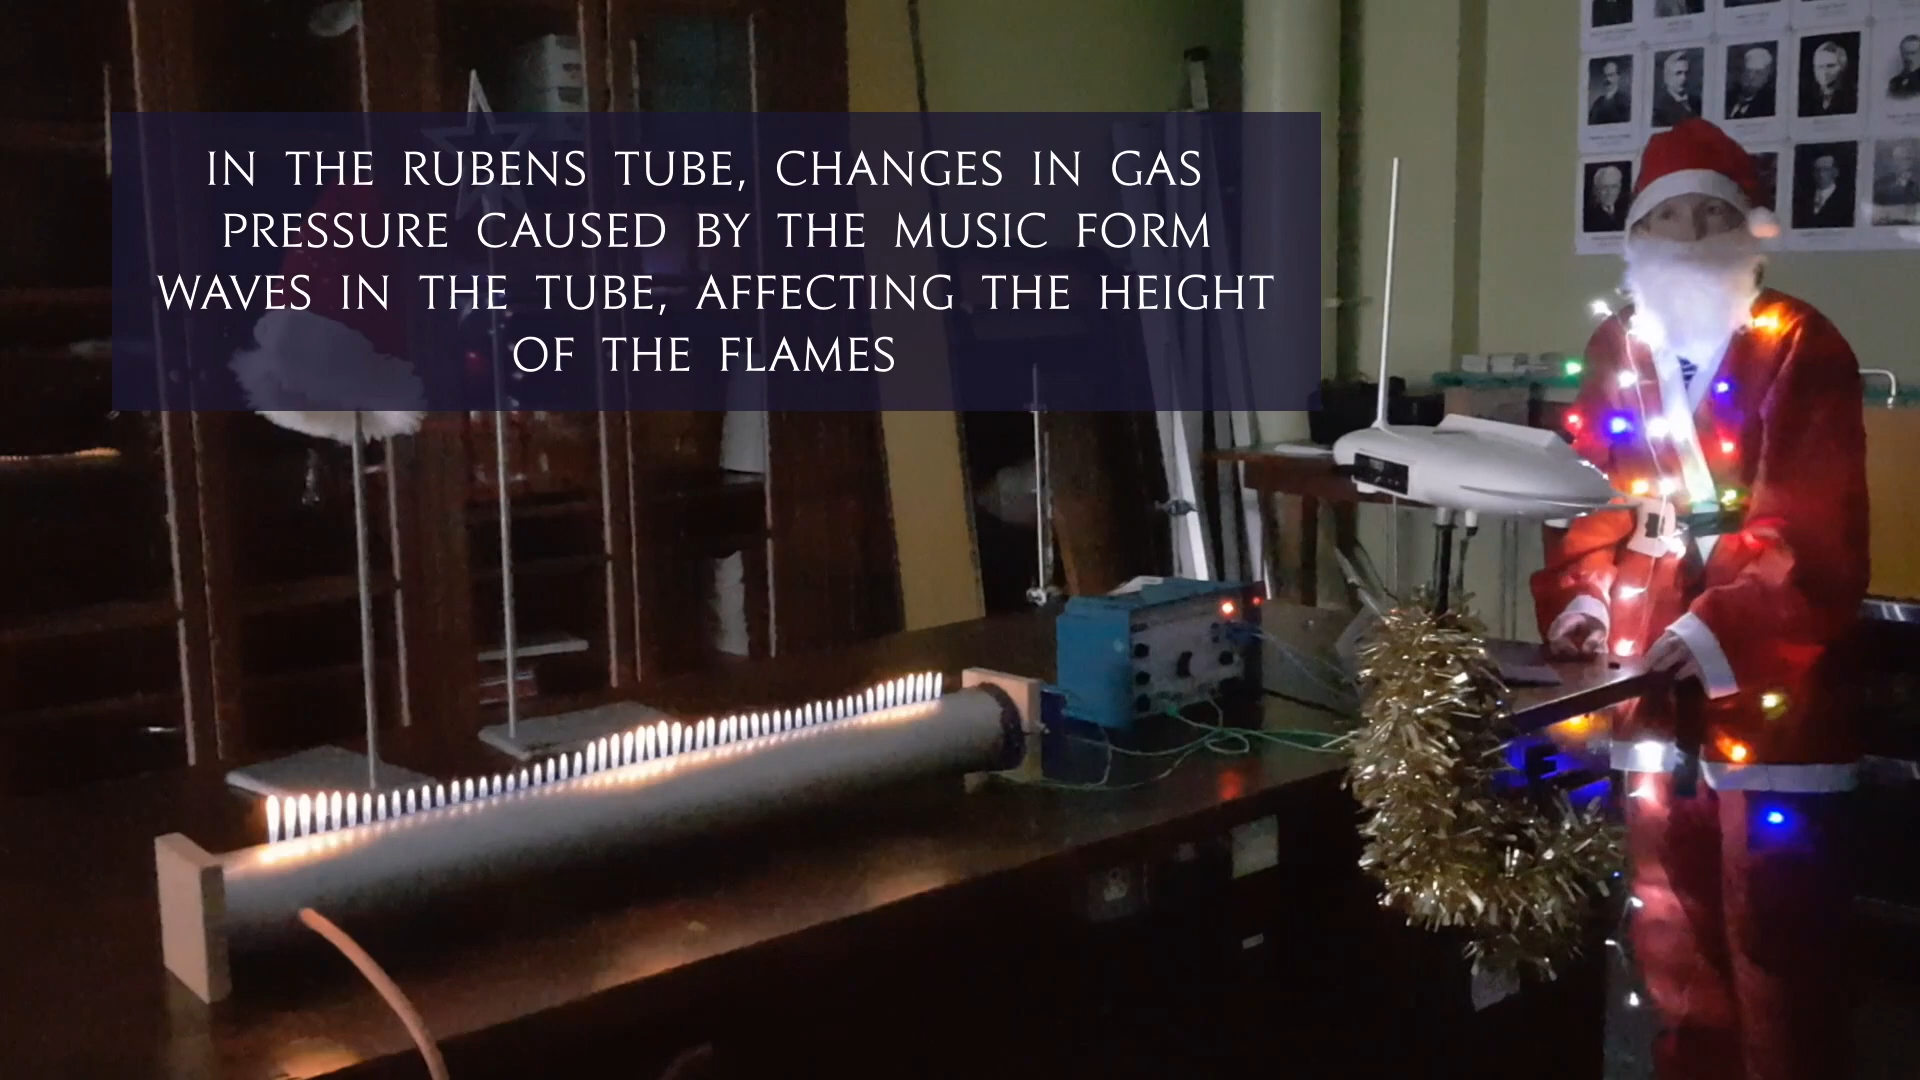 IN THE RUBENS TUBE, CHANGES IN GAS
PRESSURE CAUSED BY THE MUSIC FORM
WAVES IN THE TUBE, AFFECTING THE HEIGHT
OF THE FLAMES